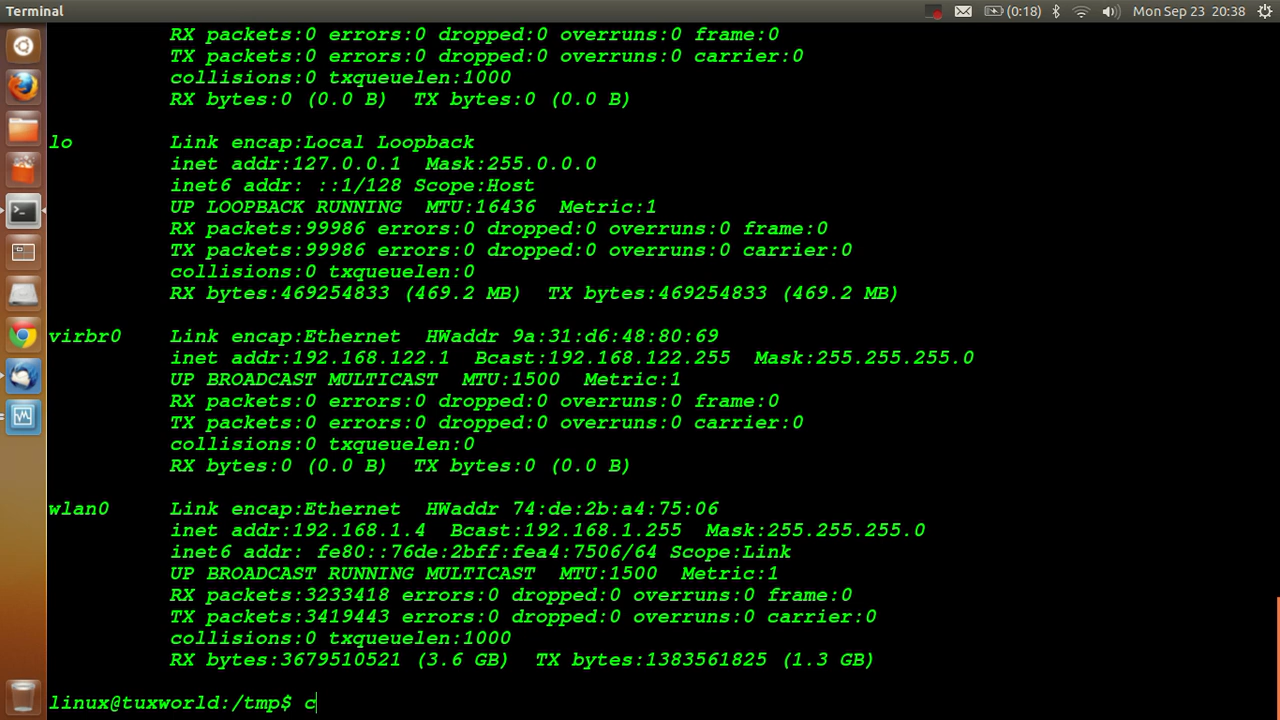 Terminal
(0:18)
Mon Sep 23 20:38
RX packets:0 errors:0 dropped:0 overruns:0 frame:0
TX packets:0 errors:0 dropped:0 overruns:0 carrier:0
collisions:0 txqueuelen:1000
RX bytes:0 (0.0 B)  TX bytes:0 (0.0 B)
lo Link encap:Local Loopback
inet addr:127.0.0.1  Mask:255.0.0.0
inet6 addr: ::1/128 Scope:Host
UP LOOPBACK RUNNING  MTU:16436  Metric:1
RX packets:99986 errors:0 dropped:0 overruns:0 frame:0
TX packets:99986 errors:0 dropped:0 overruns:0 carrier:0
collisions:0 txqueuelen:0
RX bytes:469254833 (469.2 MB)  TX bytes:469254833 (469.2 MB)
virbr0 Link encap:Ethernet  HWaddr 9a:31:d6:48:80:69
inet addr:192.168.122.1  Bcast:192.168.122.255  Mask:255.255.255.0
UP BROADCAST MULTICAST  MTU:1500  Metric:1
RX packets:0 errors:0 dropped:0 overruns:0 frame:0
TX packets:0 errors:0 dropped:0 overruns:0 carrier:0
collisions:0 txqueuelen:0
RX bytes:0 (0.0 B)  TX bytes:0 (0.0 B)
wlan0 Link encap:Ethernet  HWaddr 74:de:2b:a4:75:06
inet addr:192.168.1.4  Bcast:192.168.1.255  Mask:255.255.255.0
inet6 addr: fe80::76de:2bff:fea4:7506/64 Scope:Link
UP BROADCAST RUNNING MULTICAST  MTU:1500  Metric:1
RX packets:3233418 errors:0 dropped:0 overruns:0 frame:0
TX packets:3419443 errors:0 dropped:0 overruns:0 carrier:0
collisions:0 txqueuelen:1000
RX bytes:3679510521 (3.6 GB)  TX bytes:1383561825 (1.3 GB)
linux@tuxworld:/tmp$ c